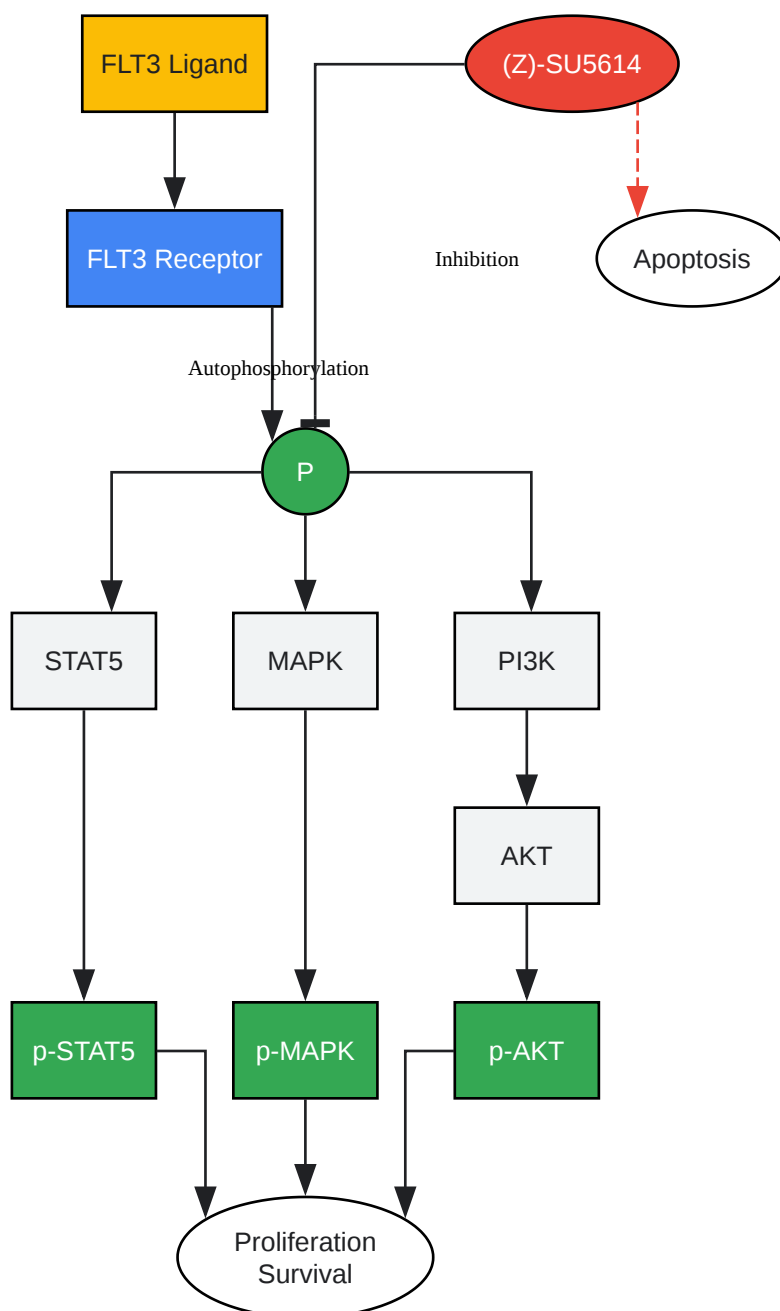 FLT3 Ligand
(Z)-SU5614
FLT3 Receptor
Inhibition
Apoptosis
Autophosphorylation
P
STAT5
MAPK
PI3K
AKT
p-STAT5
p-MAPK
p-AKT
Proliferation
Survival